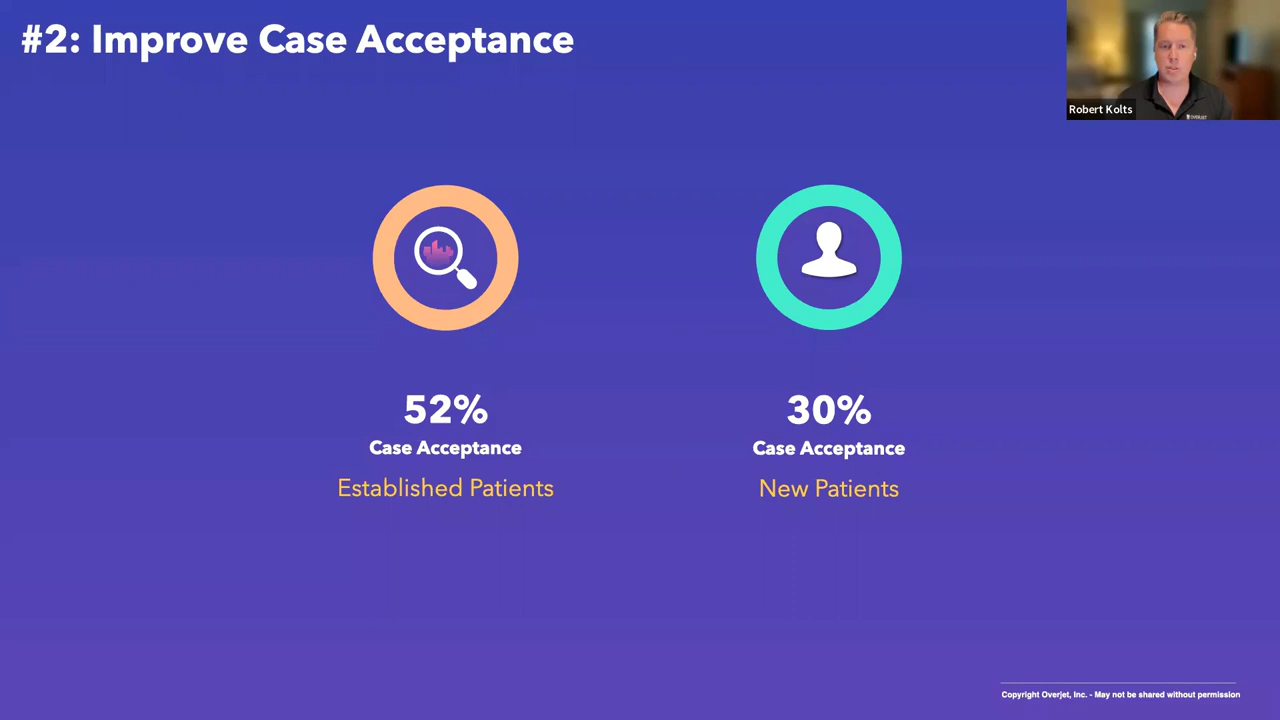 #2: Improve Case Acceptance
Robert Kolts
OVERJET
52%
Case Acceptance
Established Patients
30%
Case Acceptance
New Patients
Copyright Overjet, Inc. - May not be shared without permission